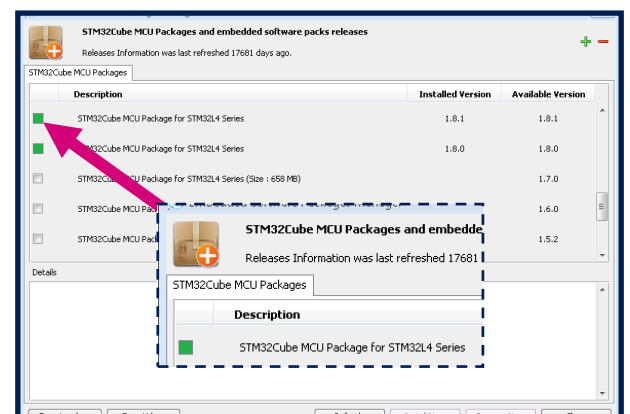 STM32Cube MCU Packages and embedded software packs releases
Releases Information was last refreshed 17681 days ago.
STM32Cube MCU Packages
Description Installed Version Available Version
STM32Cube MCU Package for STM32L4 Series 1.8.1 1.8.1
STM32Cube MCU Package for STM32L4 Series 1.8.0 1.8.0
STM32Cube MCU Package for STM32L4 Series (Size : 658 MB) 1.7.0
STM32Cube MCU 1.6.0
STM32Cube MCU 1.5.2
Details
STM32Cube MCU Packages and embedde
Releases Information was last refreshed 17681
STM32Cube MCU Packages
Description
STM32Cube MCU Package for STM32L4 Series